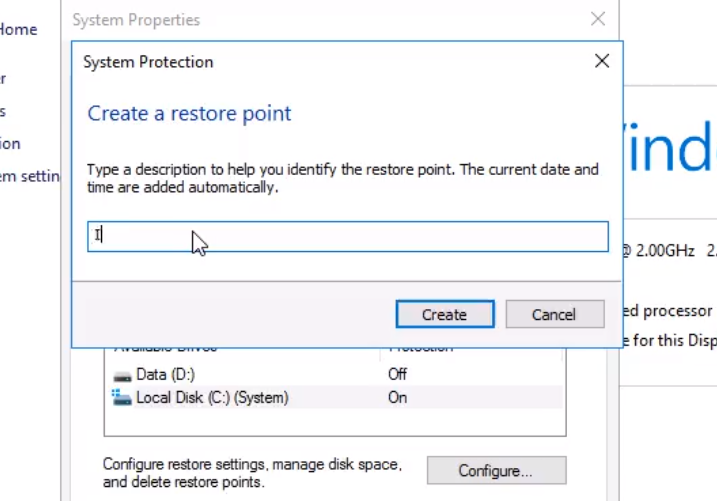 System Properties
Home
System Protection
Create a restore point
Type a description to help you identify the restore point. The current date and
time are added automatically.
I
Create
Cancel
@ 2.00GHz 2.
ed processor
e for this Disp
Available Drives
Protection
Data (D:)
Off
Local Disk (C:) (System)
On
Configure restore settings, manage disk space,
and delete restore points.
Configure...
em settin
ion
Wind